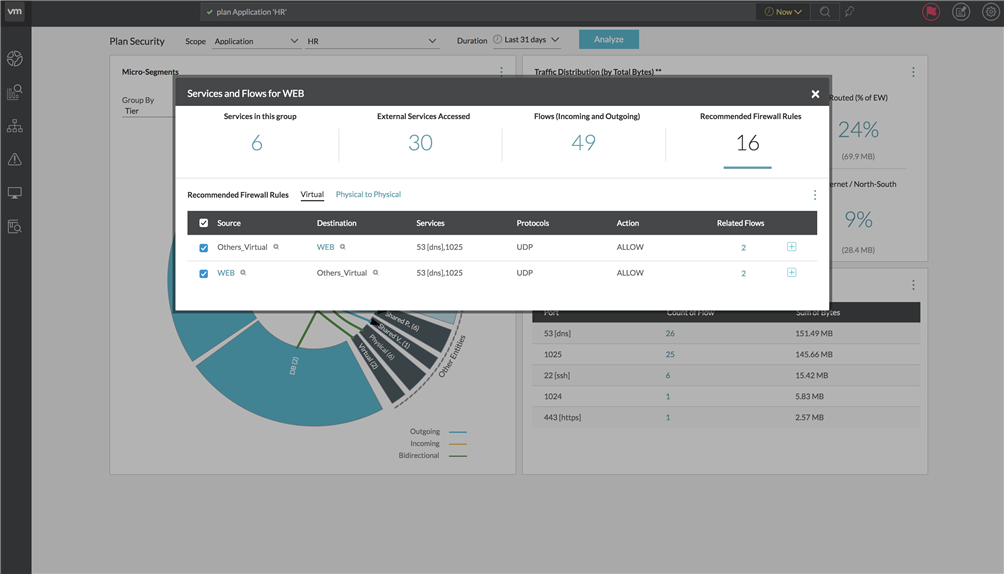 vm
plan Application 'HR'
Now
Plan Security Scope Application HR Duration Last 31 days Analyze
Micro-Segments
Traffic Distribution (by Total Bytes) **
Group By
Tier
Routed (% of EW)
24%
(69.9 MB)
ernet / North-South
9%
(28.4 MB)
Services and Flows for WEB
Services in this group External Services Accessed Flows (Incoming and Outgoing) Recommended Firewall Rules
6 30 49 16
Recommended Firewall Rules Virtual Physical to Physical
Source Destination Services Protocols Action Related Flows
Others_Virtual WEB 53 [dns],1025 UDP ALLOW 2
WEB Others_Virtual 53 [dns],1025 UDP ALLOW 2
Port Count of Flow Sum of Bytes
53 [dns] 26 151.49 MB
1025 25 145.66 MB
22 [ssh] 6 15.42 MB
1024 1 5.83 MB
443 [https] 1 2.57 MB
Shared P. (6)
Shared V. (1)
Physical (6)
Virtual (2)
DB (2)
Other Entities
Outgoing
Incoming
Bidirectional